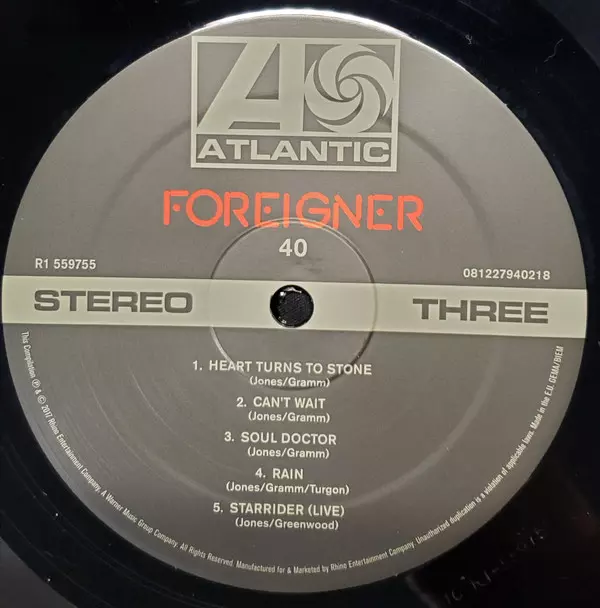 ATLANTIC
FOREIGNER
40
R1 559755
081227940218
STEREO
THREE
1. HEART TURNS TO STONE
(Jones/Gramm)
2. CAN'T WAIT
(Jones/Gramm)
3. SOUL DOCTOR
(Jones/Gramm)
4. RAIN
(Jones/Gramm/Turgon)
5. STARRIDER (LIVE)
(Jones/Greenwood)
This Compilation ℗ & © 2017 Rhino Entertainment Company. A Warner Music Group Company. All Rights Reserved. Manufactured for & Marketed by Rhino Entertainment Company. Unauthorized duplication is a violation of applicable laws. Made in the E.U. GEMA/BIEM